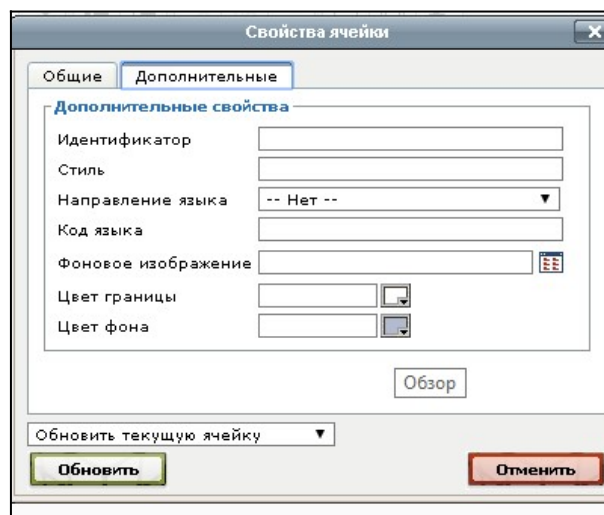 Свойства ячейки
Общие Дополнительные
Дополнительные свойства
Идентификатор
Стиль
Направление языка -- Нет --
Код языка
Фоновое изображение
Цвет границы
Цвет фона
Обзор
Обновить текущую ячейку
Обновить Отменить